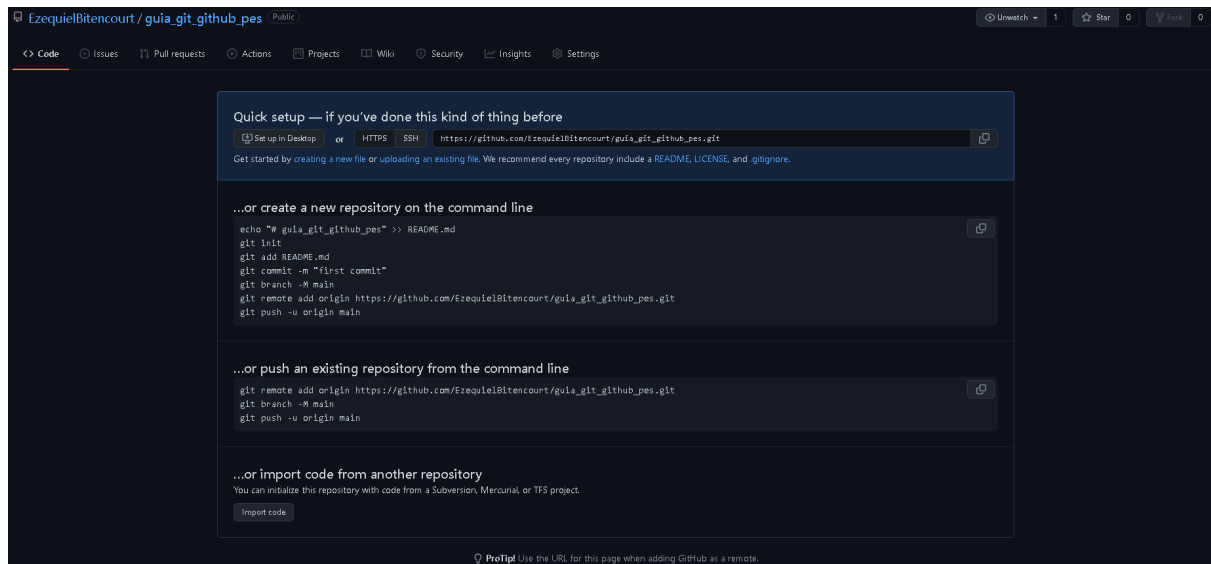 EzequielBitencourt / guia_git_github_pes Public
Unwatch 1 Star 0 Fork 0
<> Code Issues Pull requests Actions Projects Wiki Security Insights Settings
Quick setup — if you've done this kind of thing before
Set up in Desktop or HTTPS SSH https://github.com/EzequielBitencourt/guia_git_github_pes.git
Get started by creating a new file or uploading an existing file. We recommend every repository include a README, LICENSE, and .gitignore.
…or create a new repository on the command line
echo "# guia_git_github_pes" >> README.md
git init
git add README.md
git commit -m "first commit"
git branch -M main
git remote add origin https://github.com/EzequielBitencourt/guia_git_github_pes.git
git push -u origin main
…or push an existing repository from the command line
git remote add origin https://github.com/EzequielBitencourt/guia_git_github_pes.git
git branch -M main
git push -u origin main
…or import code from another repository
You can initialize this repository with code from a Subversion, Mercurial, or TFS project.
Import code
ProTip! Use the URL for this page when adding GitHub as a remote.